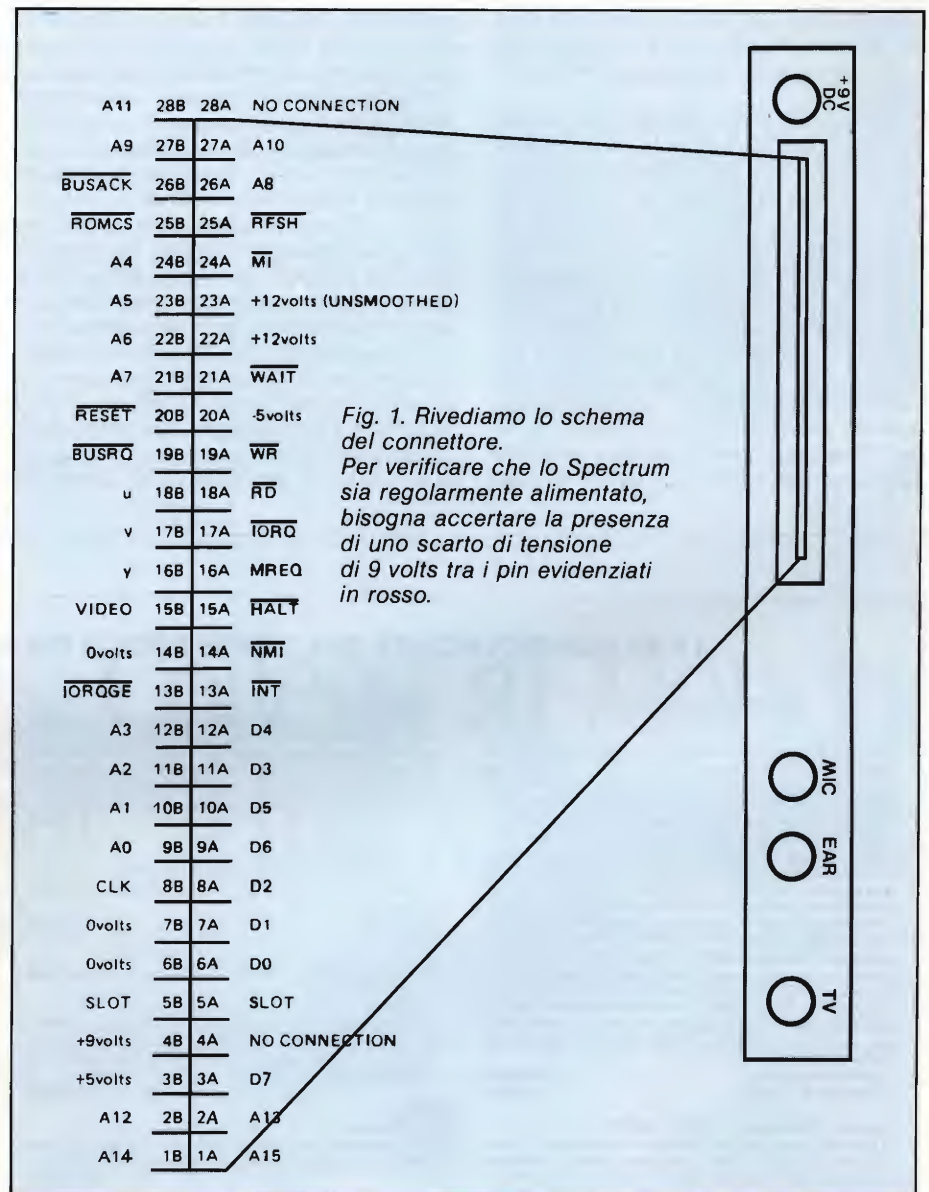 A11 28B 28A NO CONNECTION
A9 27B 27A A10
BUSACK 26B 26A A8
ROMCS 25B 25A RFSH
A4 24B 24A MI
A5 23B 23A +12volts (UNSMOOTHED)
A6 22B 22A +12volts
A7 21B 21A WAIT
RESET 20B 20A -5volts
BUSRQ 19B 19A WR
u 18B 18A RD
v 17B 17A IORQ
y 16B 16A MREQ
VIDEO 15B 15A HALT
0volts 14B 14A NMI
IORQGE 13B 13A INT
A3 12B 12A D4
A2 11B 11A D3
A1 10B 10A D5
A0 9B 9A D6
CLK 8B 8A D2
0volts 7B 7A D1
0volts 6B 6A D0
SLOT 5B 5A SLOT
+9volts 4B 4A NO CONNECTION
+5volts 3B 3A D7
A12 2B 2A A13
A14 1B 1A A15
Fig. 1. Rivediamo lo schema
del connettore.
Per verificare che lo Spectrum
sia regolarmente alimentato,
bisogna accertare la presenza
di uno scarto di tensione
di 9 volts tra i pin evidenziati
in rosso.
+9V
DC
MIC
EAR
TV